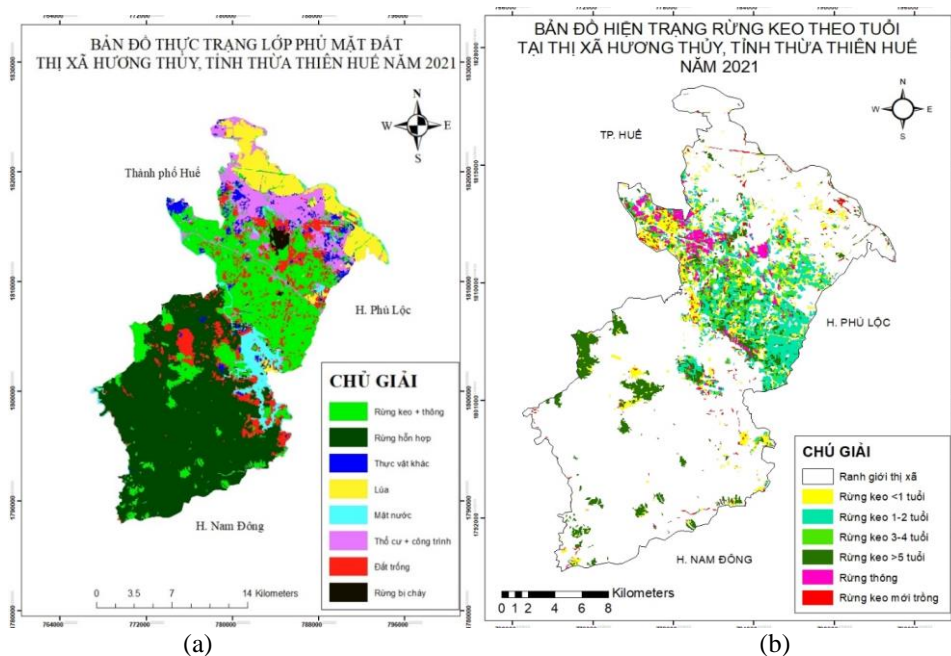 BẢN ĐỒ THỰC TRẠNG LỚP PHỦ MẶT ĐẤT
THỊ XÃ HƯƠNG THỦY, TỈNH THỪA THIÊN HUẾ NĂM 2021
N
W
E
S
Thành phố Huế
H. Phú Lộc
H. Nam Đông
CHÚ GIẢI
Rừng keo + thông
Rừng hỗn hợp
Thực vật khác
Lúa
Mặt nước
Thổ cư + công trình
Đất trống
Rừng bị cháy
0 3.5 7 14 Kilometers
764000 772000 780000 788000 796000
(a)
BẢN ĐỒ HIỆN TRẠNG RỪNG KEO THEO TUỔI
TẠI THỊ XÃ HƯƠNG THỦY, TỈNH THỪA THIÊN HUẾ
NĂM 2021
N
W
E
S
TP. HUẾ
H. PHÚ LỘC
H. NAM ĐÔNG
CHÚ GIẢI
Ranh giới thị xã
Rừng keo <1 tuổi
Rừng keo 1-2 tuổi
Rừng keo 3-4 tuổi
Rừng keo >5 tuổi
Rừng thông
Rừng keo mới trồng
Kilometers
0 1 2 4 6 8
(b)